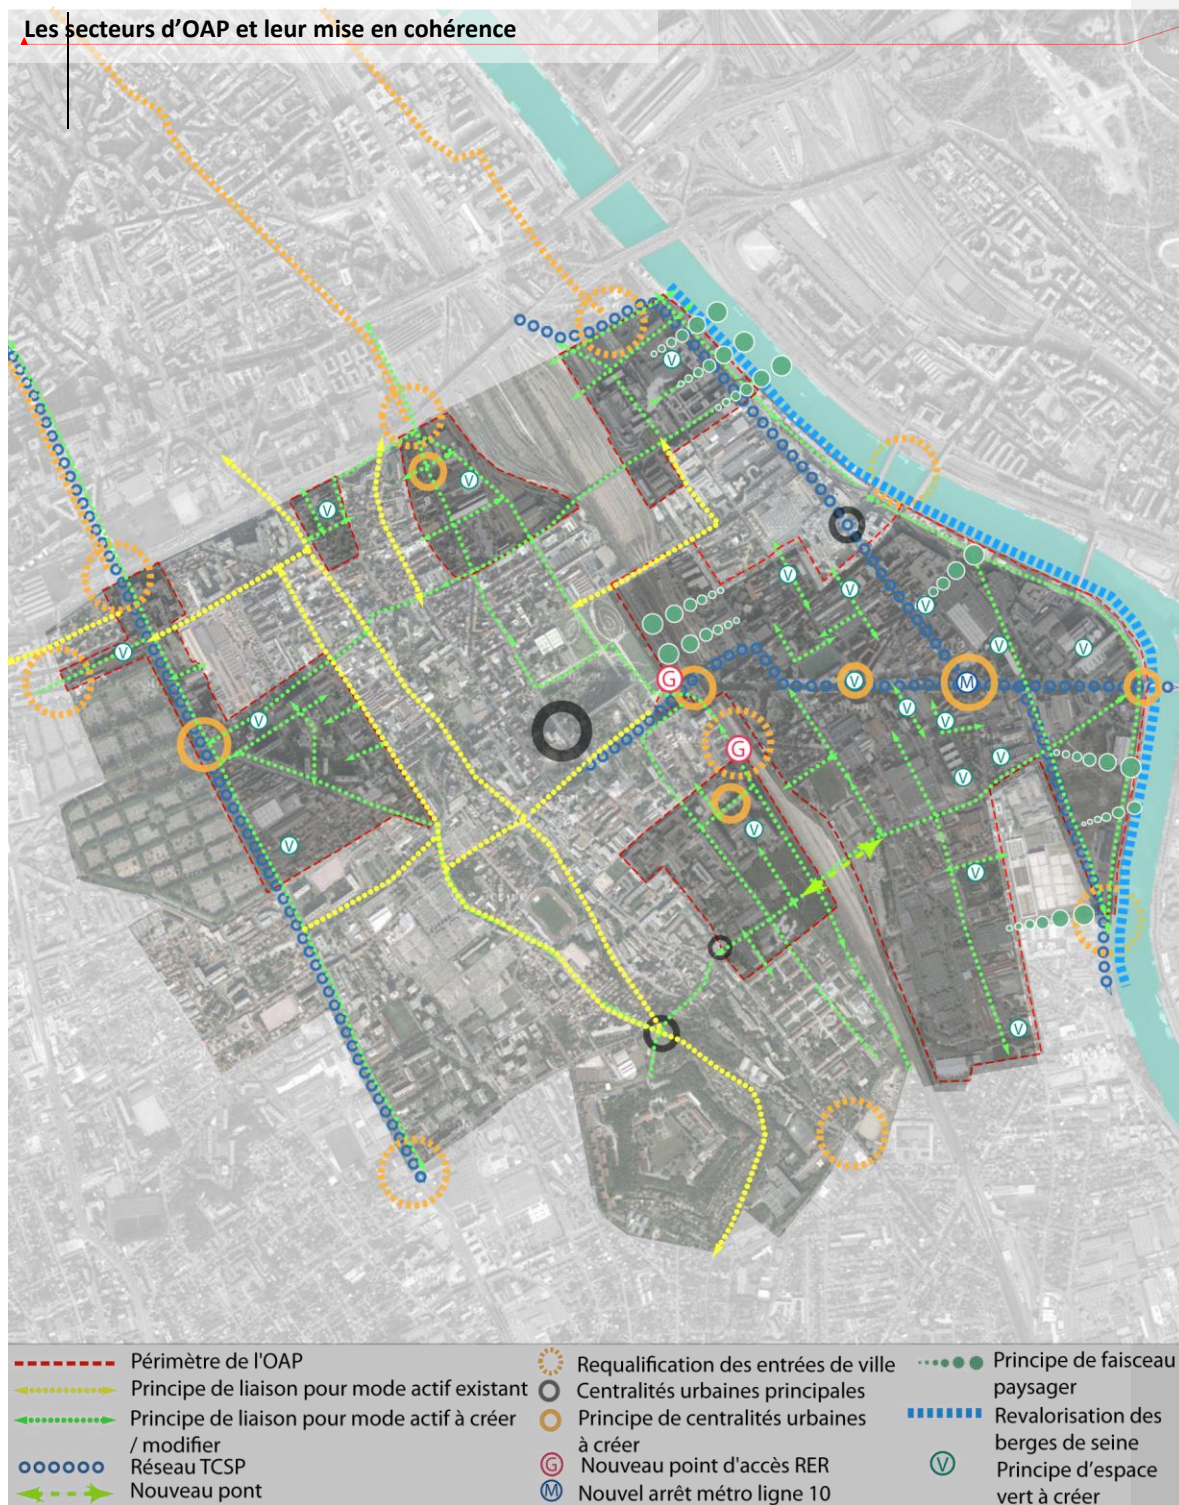 Les secteurs d’OAP et leur mise en cohérence
V
V
V
V
V
V
V
G
V
M
V
V
V
V
V
G
V
V
V
V
V
V
Périmètre de l'OAP
Principe de liaison pour mode actif existant
Principe de liaison pour mode actif à créer
/ modifier
Réseau TCSP
Nouveau pont
Requalification des entrées de ville
Centralités urbaines principales
Principe de centralités urbaines
à créer
G Nouveau point d'accès RER
M Nouvel arrêt métro ligne 10
Principe de faisceau
paysager
Revalorisation des
berges de seine
V Principe d’espace
vert à créer